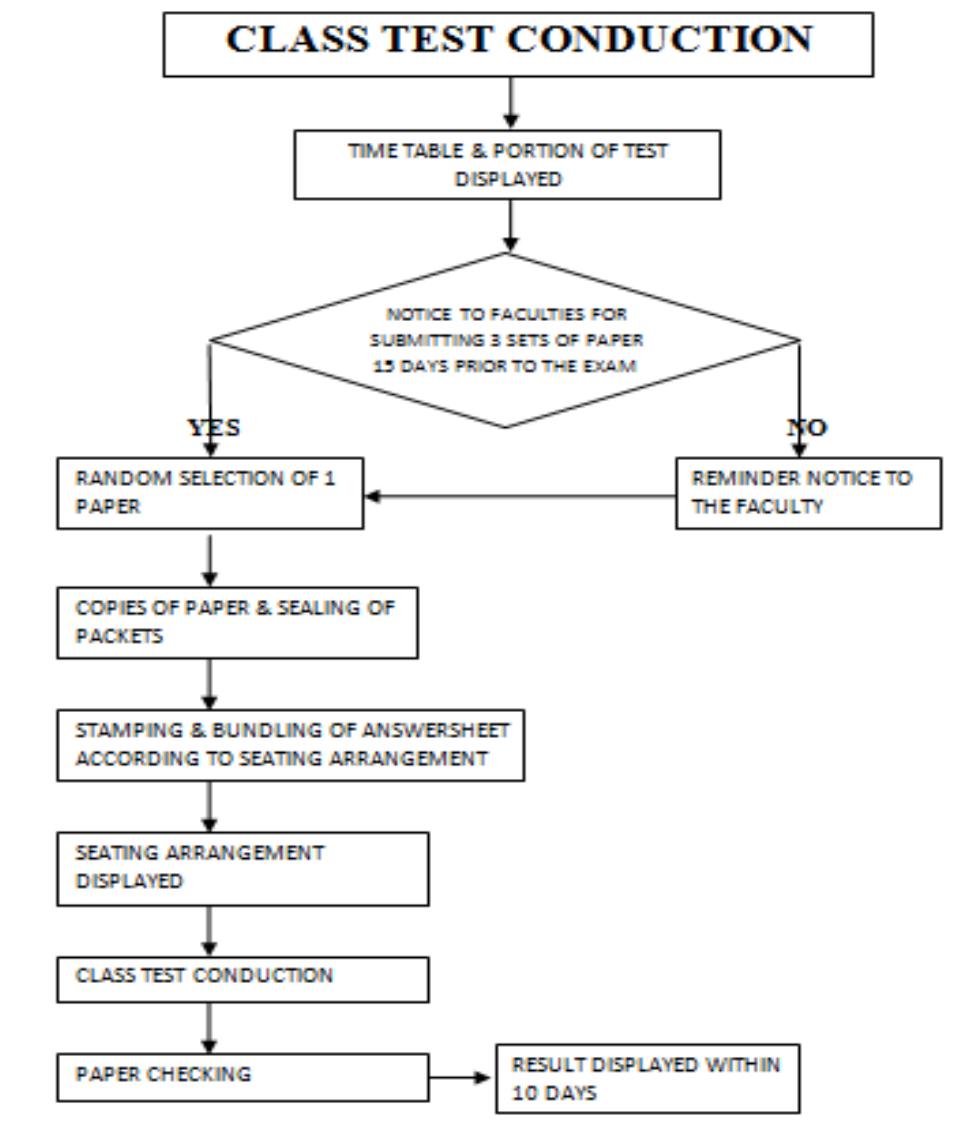 CLASS TEST CONDUCTION
TIME TABLE & PORTION OF TEST
DISPLAYED
NOTICE TO FACULTIES FOR
SUBMITTING 3 SETS OF PAPER
15 DAYS PRIOR TO THE EXAM
YES
NO
RANDOM SELECTION OF 1
PAPER
REMINDER NOTICE TO
THE FACULTY
COPIES OF PAPER & SEALING OF
PACKETS
STAMPING & BUNDLING OF ANSWERSHEET
ACCORDING TO SEATING ARRANGEMENT
SEATING ARRANGEMENT
DISPLAYED
CLASS TEST CONDUCTION
PAPER CHECKING
RESULT DISPLAYED WITHIN
10 DAYS